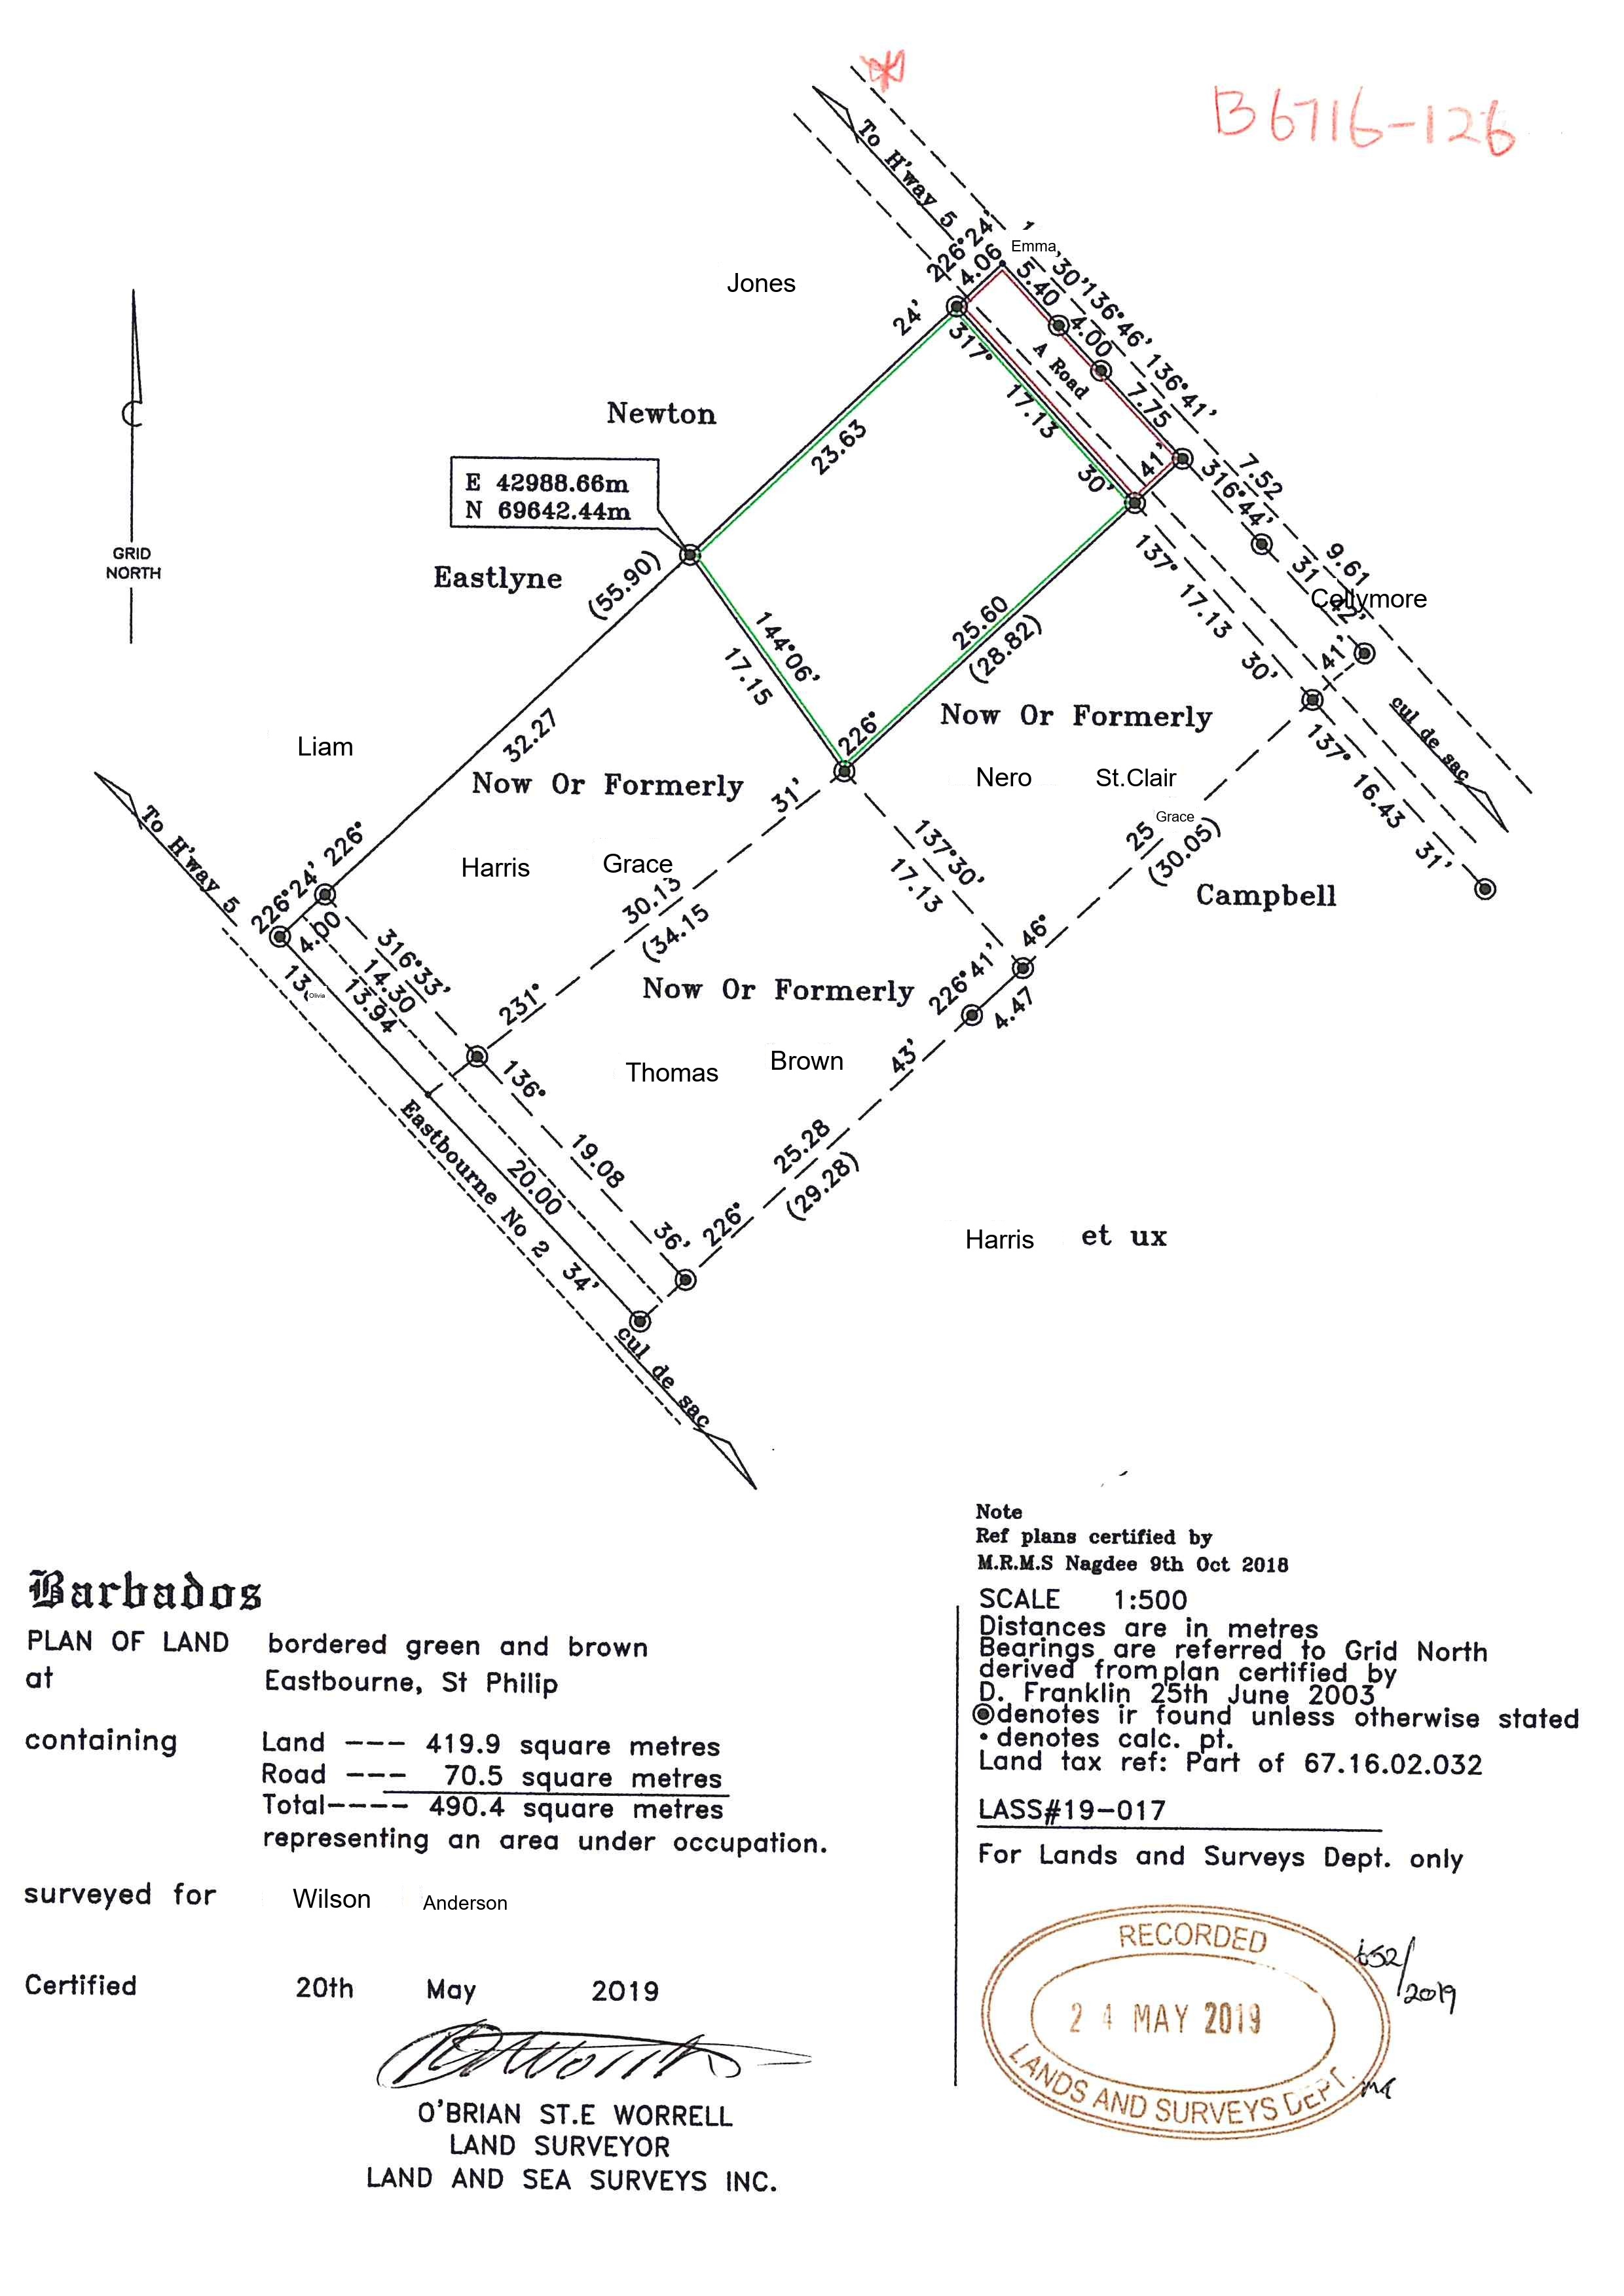 B6716-126
To H'way 5
226°24'
4.06
Emma
30'
5.40
136°46'
4.00
136°41'
7.75
A Road
Jones
24'
317°
17.13
30'
41'
Newton
23.63
E 42988.66m
N 69642.44m
7.52
316°44'
9.61
31
42'
Collymore
GRID
NORTH
Eastlyne
(55.90)
144°06'
17.15
25.60
(28.82)
137°
17.13
30'
41'
cul de sac
226°
Now Or Formerly
Nero St.Clair
137°
16.43
31'
Liam
32.27
Now Or Formerly
31'
Harris Grace
30.13
(34.15
137°30'
17.13
25
Grace
(30.05)
Campbell
To H'way 5
226°24'
226°
4.00
316°33'
14.30
13.94
13
Olivia
231°
Now Or Formerly
Thomas Brown
226°41'
46°
4.47
43'
136°
19.08
36'
25.28
(29.28)
226°
Eastbourne No 2
20.00
34'
cul de sac
Harris et ux
Note
Ref plans certified by
M.R.M.S Nagdee 9th Oct 2018
SCALE 1:500
Distances are in metres
Bearings are referred to Grid North
derived from plan certified by
D. Franklin 25th June 2003
denotes ir found unless otherwise stated
• denotes calc. pt.
Land tax ref: Part of 67.16.02.032
LASS#19-017
For Lands and Surveys Dept. only
RECORDED
24 MAY 2019
LANDS AND SURVEYS DEPT.
652/
2019
Barbados
PLAN OF LAND bordered green and brown
at Eastbourne, St Philip
containing Land --- 419.9 square metres
Road --- 70.5 square metres
Total---- 490.4 square metres
representing an area under occupation.
surveyed for Wilson Anderson
Certified 20th May 2019
O'BRIAN ST.E WORRELL
LAND SURVEYOR
LAND AND SEA SURVEYS INC.